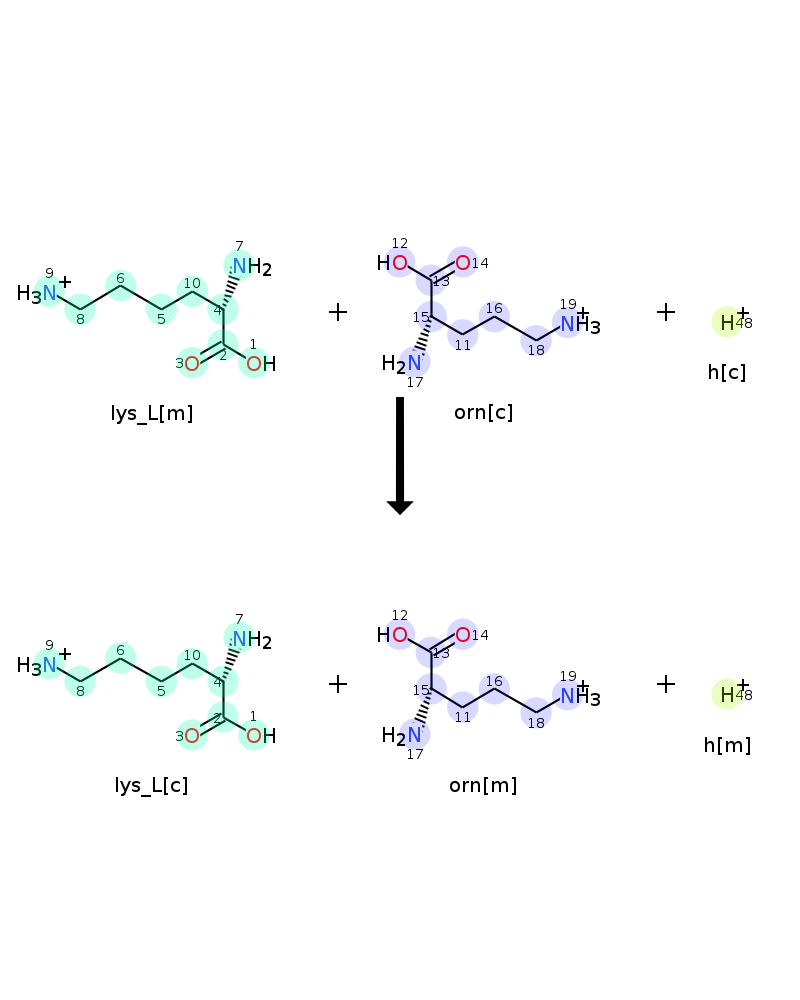 7
NH2
9
H3N+
6
10
8
5
4
2
3O
1
OH
+
12
HO
O14
13
15
16
11
18
19
NH3+
H2N
17
+
H48+
lys_L[m]
orn[c]
h[c]
7
NH2
9
H3N+
6
10
8
5
4
2
3O
1
OH
+
12
HO
O14
13
15
16
11
18
19
NH3+
H2N
17
+
H48+
lys_L[c]
orn[m]
h[m]